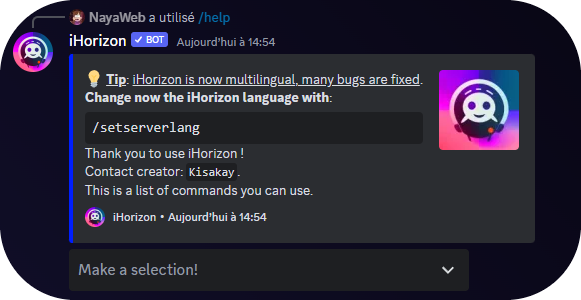 NayaWeb a utilisé /help
iHorizon ✓ BOT Aujourd'hui à 14:54
💡 Tip: iHorizon is now multilingual, many bugs are fixed.
Change now the iHorizon language with:
/setserverlang
Thank you to use iHorizon !
Contact creator: Kisakay .
This is a list of commands you can use.
iHorizon • Aujourd'hui à 14:54
Make a selection!